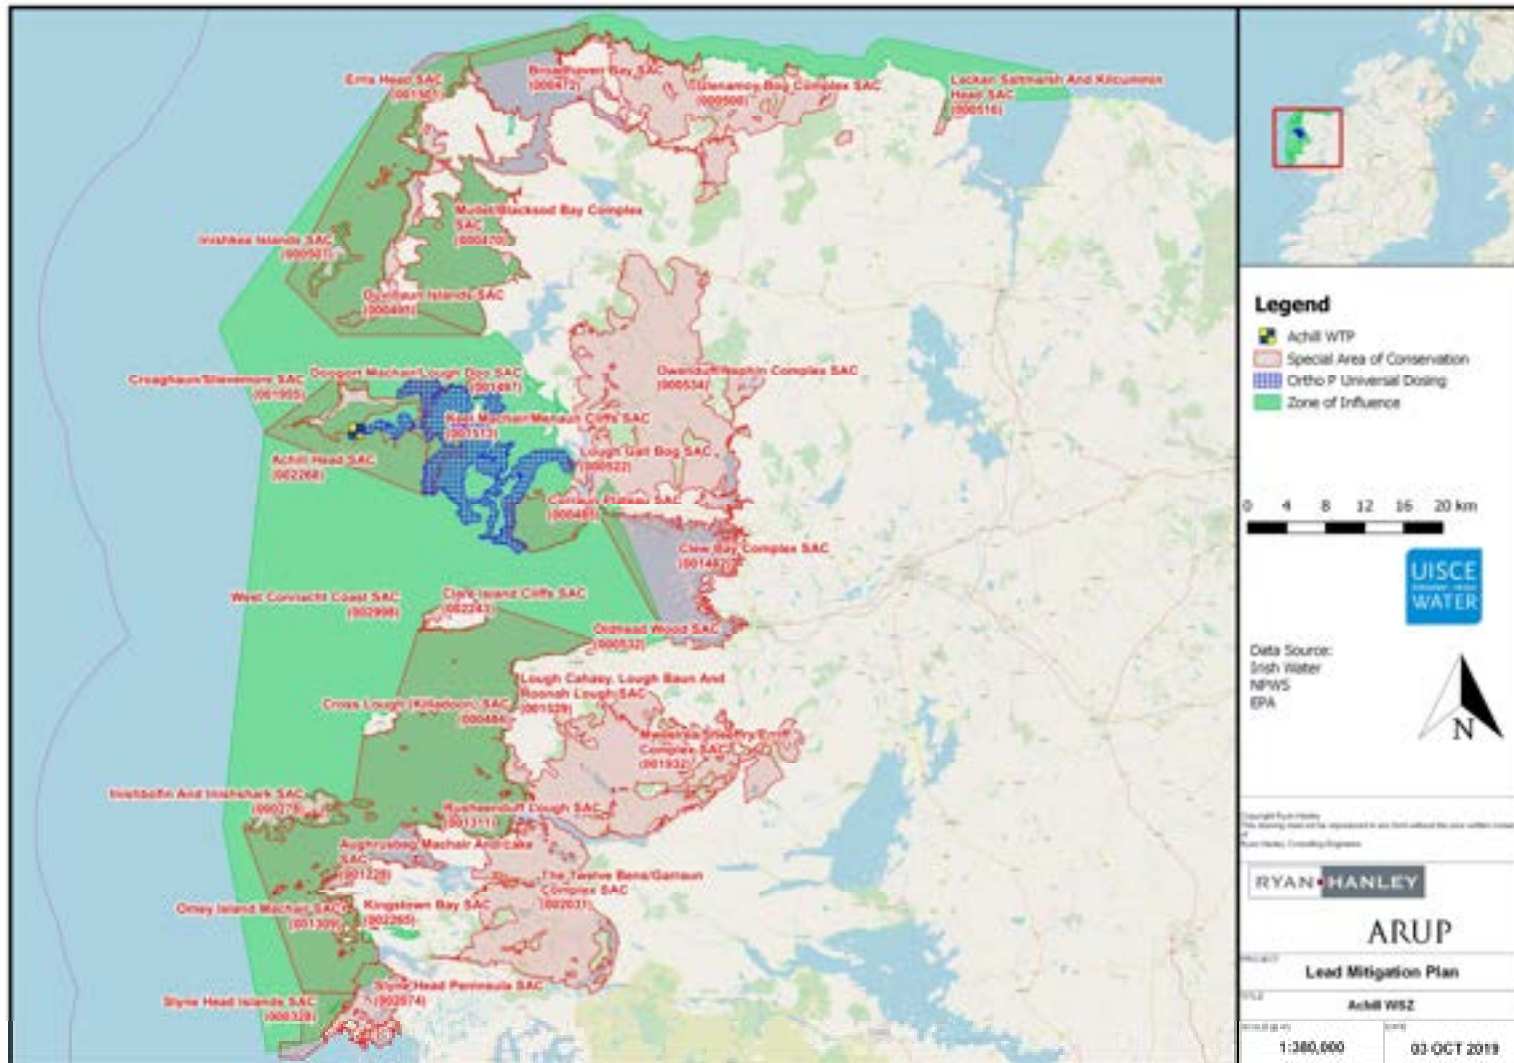 Erris Head SAC
Broadhaven Bay SAC
(000472)
Glenamoy Bog Complex SAC
(000500)
Lackan Saltmarsh And Kilcummin
Head SAC
(000516)
Mullet/Blacksod Bay Complex
SAC
(000470)
Inishkea Islands SAC
(000507)
Duvillaun Islands SAC
(000495)
Doogort Machair/Lough Doo SAC
(001497)
Croaghaun/Slievemore SAC
(001955)
Owenduff/Nephin Complex SAC
(000534)
Keel Machair/Menaun Cliffs SAC
(001513)
Achill Head SAC
(002268)
Lough Gall Bog SAC
(000522)
Corraun Plateau SAC
(000485)
Clew Bay Complex SAC
(001482)
West Connacht Coast SAC
(002998)
Clare Island Cliffs SAC
(002243)
Oldhead Wood SAC
(000532)
Lough Cahasy, Lough Baun And
Roonah Lough SAC
(001529)
Cross Lough (Killadoon) SAC
(000484)
Mweelrea/Sheeffry/Erriff
Complex SAC
(001932)
Inishbofin And Inishshark SAC
(000278)
Rusheenduff Lough SAC
(001311)
Aughrusbeg Machair And Lake
SAC
(001228)
The Twelve Bens/Garraun
Complex SAC
(002031)
Omey Island Machair SAC
(001309)
Kingstown Bay SAC
(002265)
Slyne Head Peninsula SAC
(002074)
Slyne Head Islands SAC
(000328)
Legend
Achill WTP
Special Area of Conservation
Ortho P Universal Dosing
Zone of Influence
0 4 8 12 16 20 km
UISCE
WATER
Data Source:
Irish Water
NPWS
EPA
N
RYAN HANLEY
ARUP
Lead Mitigation Plan
Achill WSZ
1:380,000
03 OCT 2019